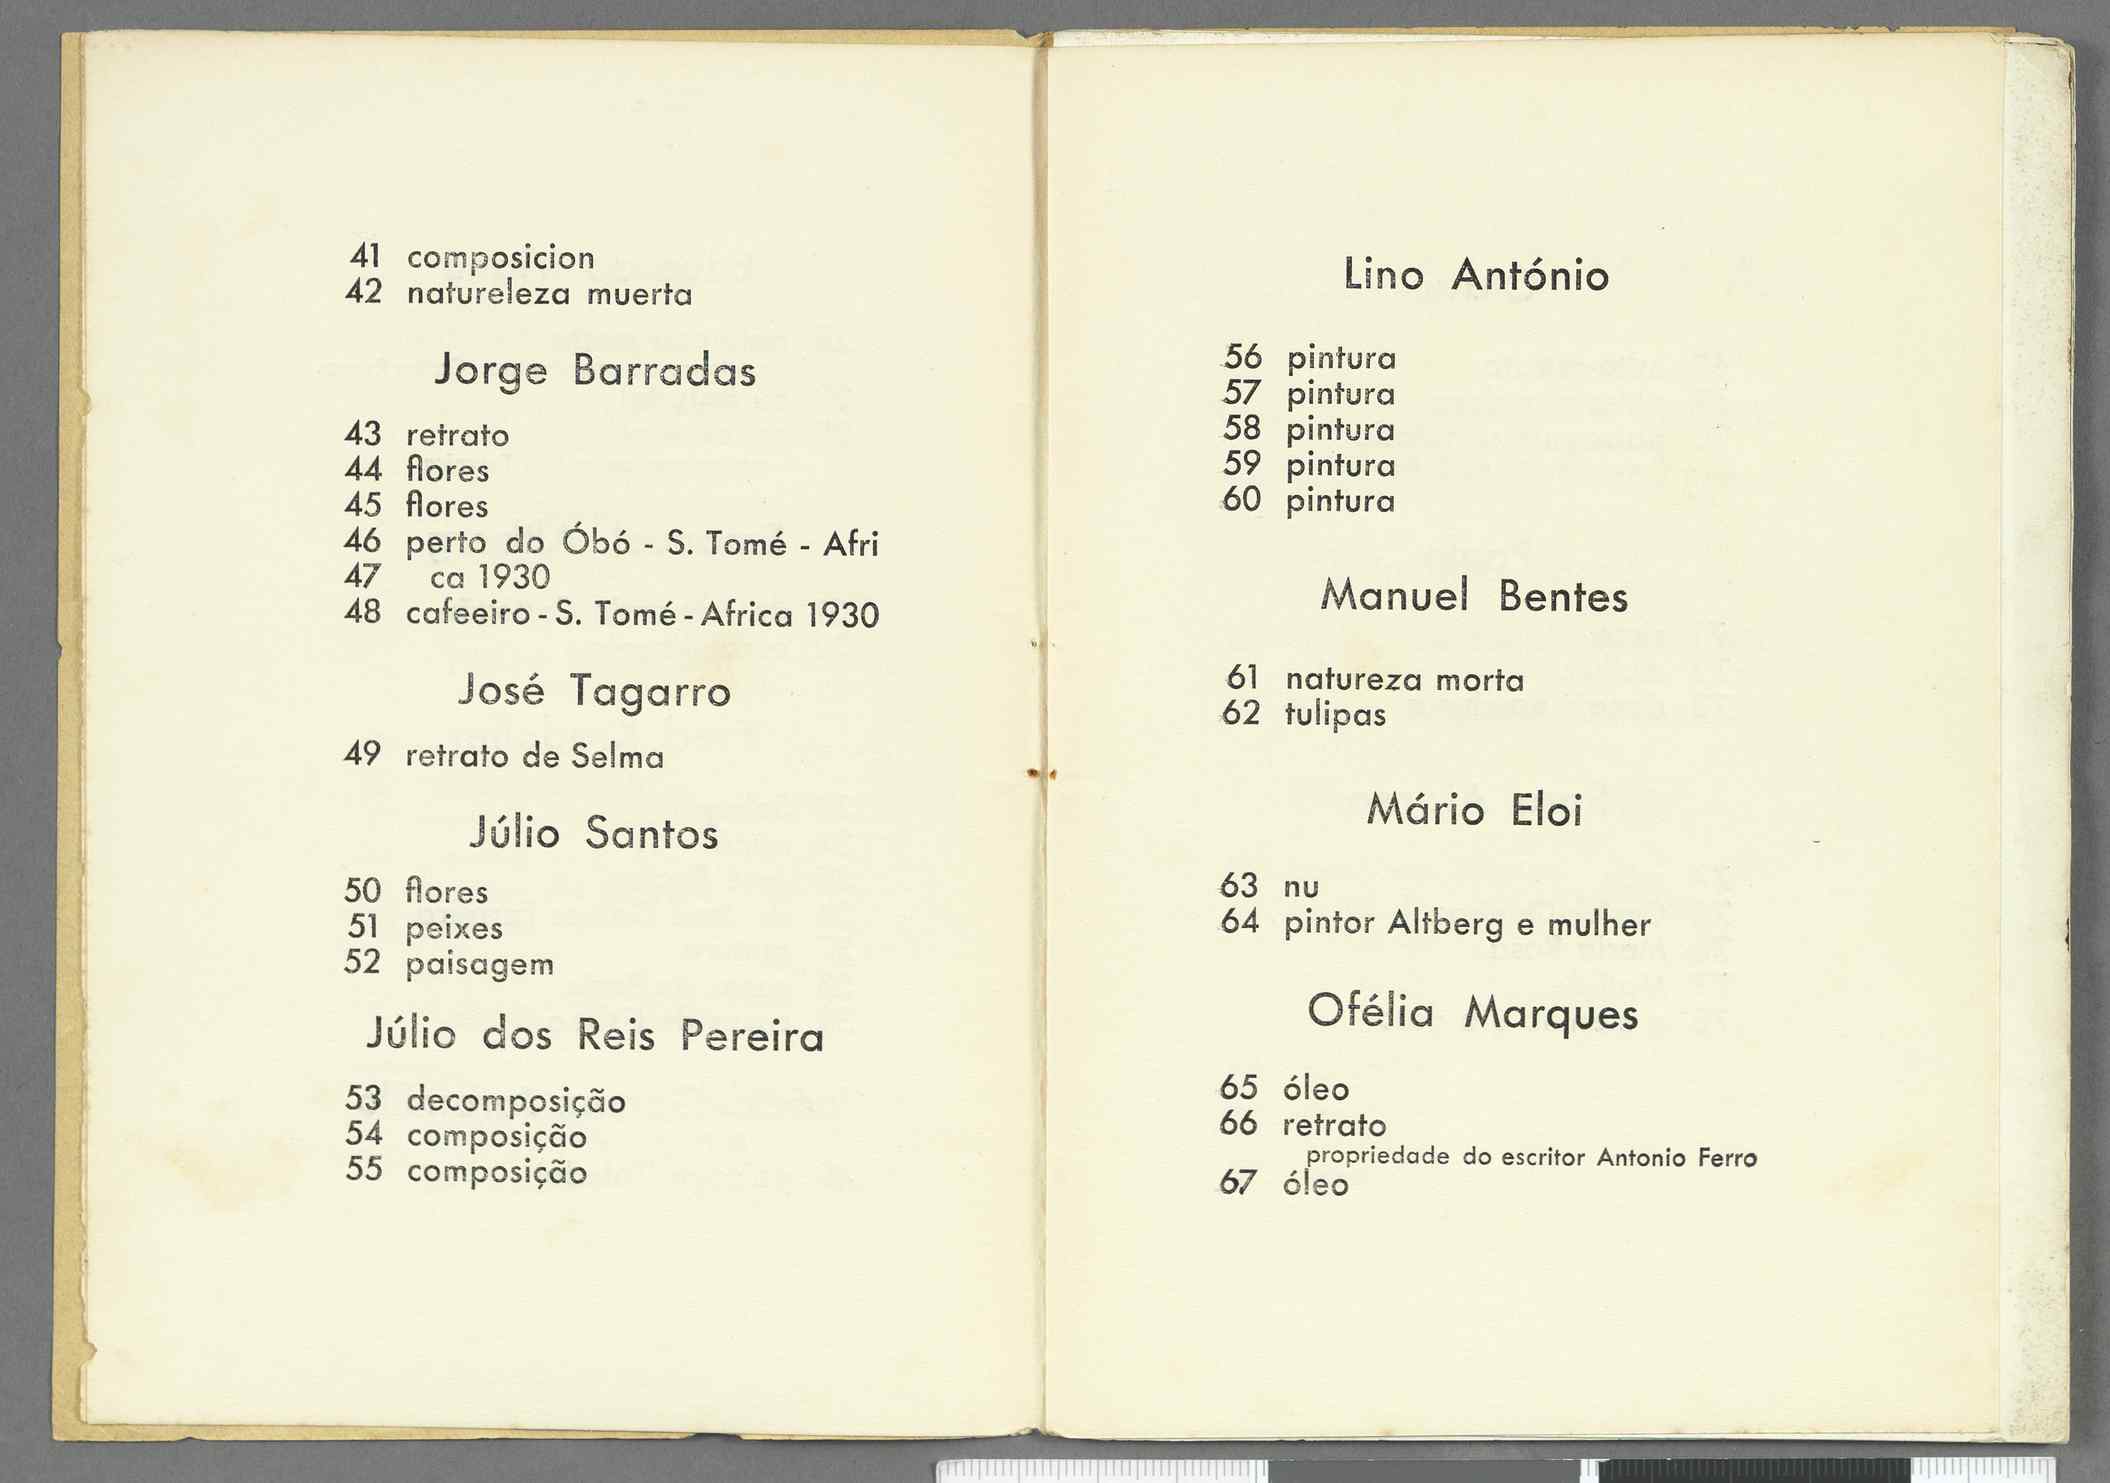 41 composicion
42 natureleza muerta
Jorge Barradas
43 retrato
44 flores
45 flores
46 perto do Óbó - S. Tomé - Afri
47 ca 1930
48 cafeeiro - S. Tomé - Africa 1930
José Tagarro
49 retrato de Selma
Júlio Santos
50 flores
51 peixes
52 paisagem
Júlio dos Reis Pereira
53 decomposição
54 composição
55 composição
Lino António
56 pintura
57 pintura
58 pintura
59 pintura
60 pintura
Manuel Bentes
61 natureza morta
62 tulipas
Mário Eloi
63 nu
64 pintor Altberg e mulher
Ofélia Marques
65 óleo
66 retrato
propriedade do escritor Antonio Ferro
67 óleo